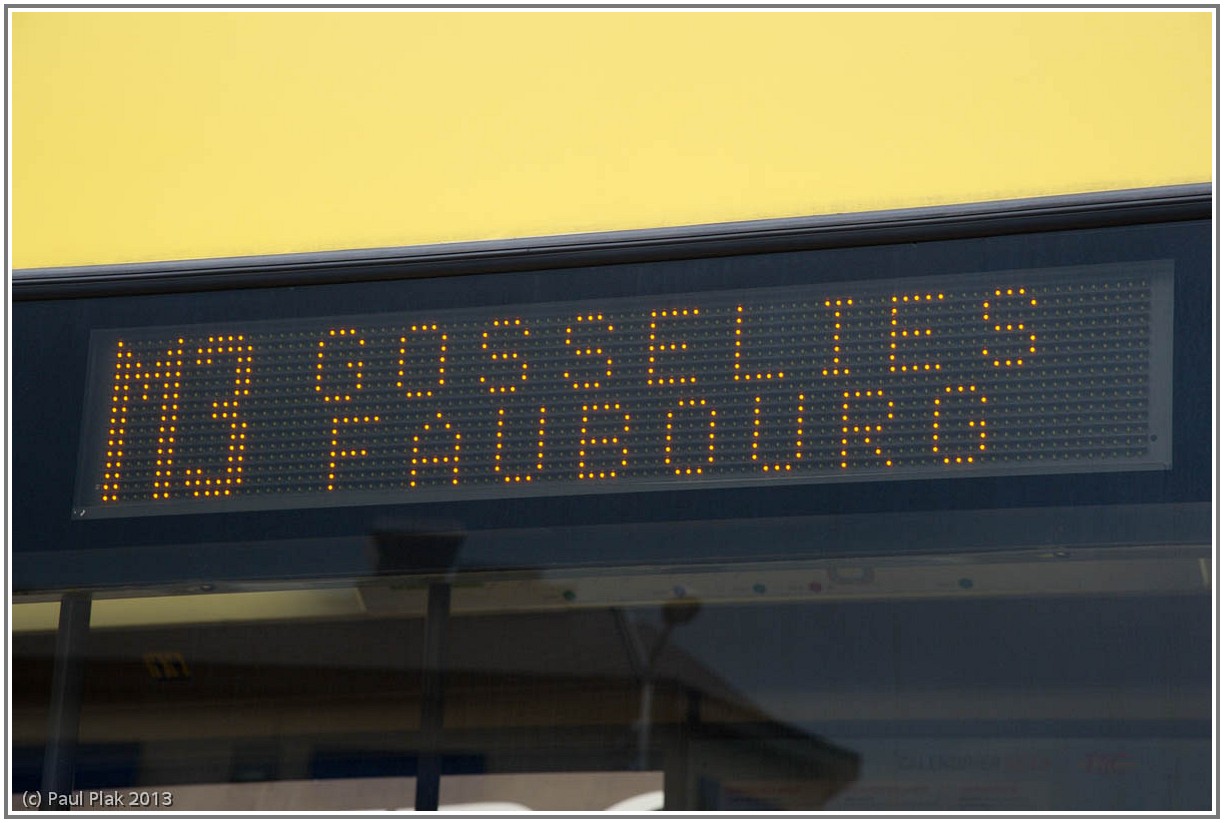 M3 GOSSELIES
FAUBOURG
(c) Paul Plak 2013